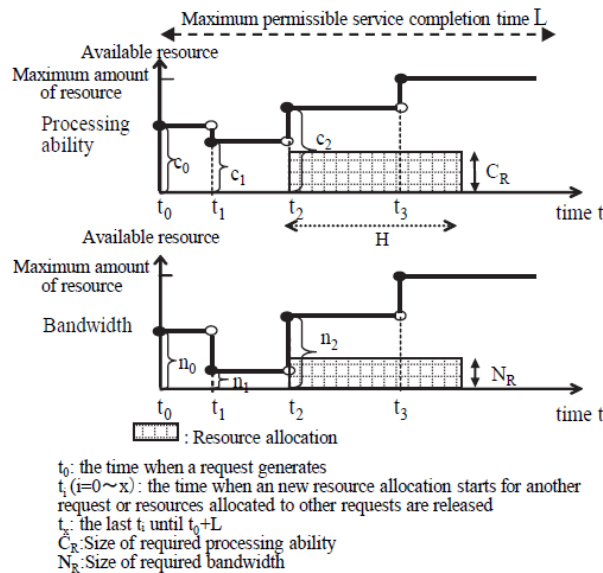 Maximum permissible service completion time L
Available resource
Maximum amount
of resource
Processing
ability
c0
c1
c2
CR
t0 t1 t2 t3 time t
Available resource
H
Maximum amount
of resource
Bandwidth
n0
n1
n2
NR
t0 t1 t2 t3 time t
: Resource allocation
t0: the time when a request generates
ti (i=0~x) : the time when an new resource allocation starts for another
request or resources allocated to other requests are released
tx: the last ti until t0+L
CR:Size of required processing ability
NR:Size of required bandwidth